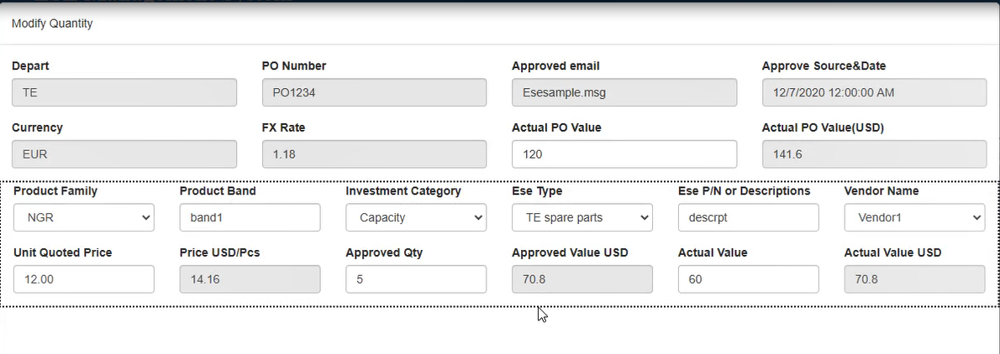 Modify Quantity
Depart PO Number Approved email Approve Source&Date
TE PO1234 Esesample.msg 12/7/2020 12:00:00 AM
Currency FX Rate Actual PO Value Actual PO Value(USD)
EUR 1.18 120 141.6
Product Family Product Band Investment Category Ese Type Ese P/N or Descriptions Vendor Name
NGR band1 Capacity TE spare parts descrpt Vendor1
Unit Quoted Price Price USD/Pcs Approved Qty Approved Value USD Actual Value Actual Value USD
12.00 14.16 5 70.8 60 70.8